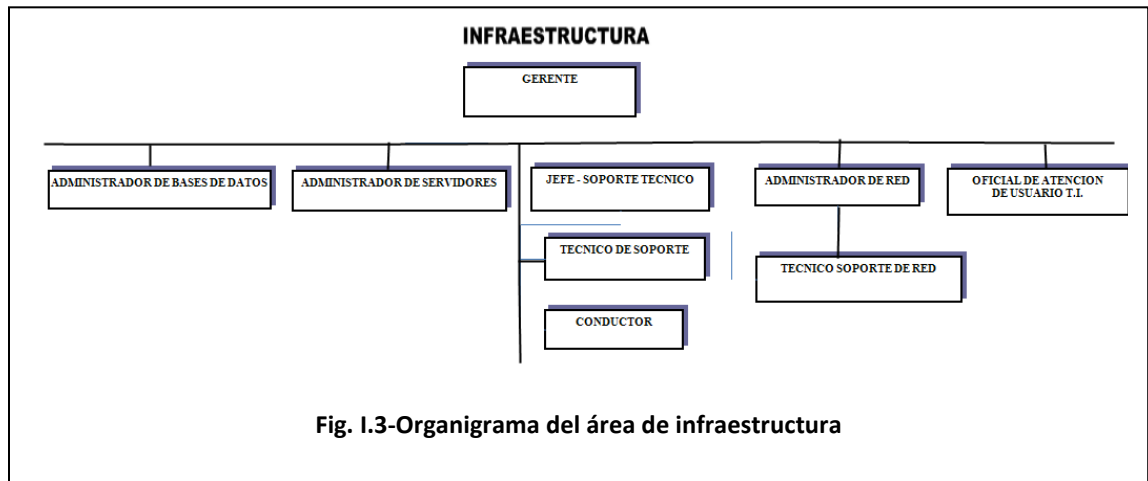 INFRAESTRUCTURA
GERENTE
ADMINISTRADOR DE BASES DE DATOS
ADMINISTRADOR DE SERVIDORES
JEFE - SOPORTE TECNICO
ADMINISTRADOR DE RED
OFICIAL DE ATENCION
DE USUARIO T.I.
TECNICO DE SOPORTE
TECNICO SOPORTE DE RED
CONDUCTOR
Fig. I.3-Organigrama del área de infraestructura